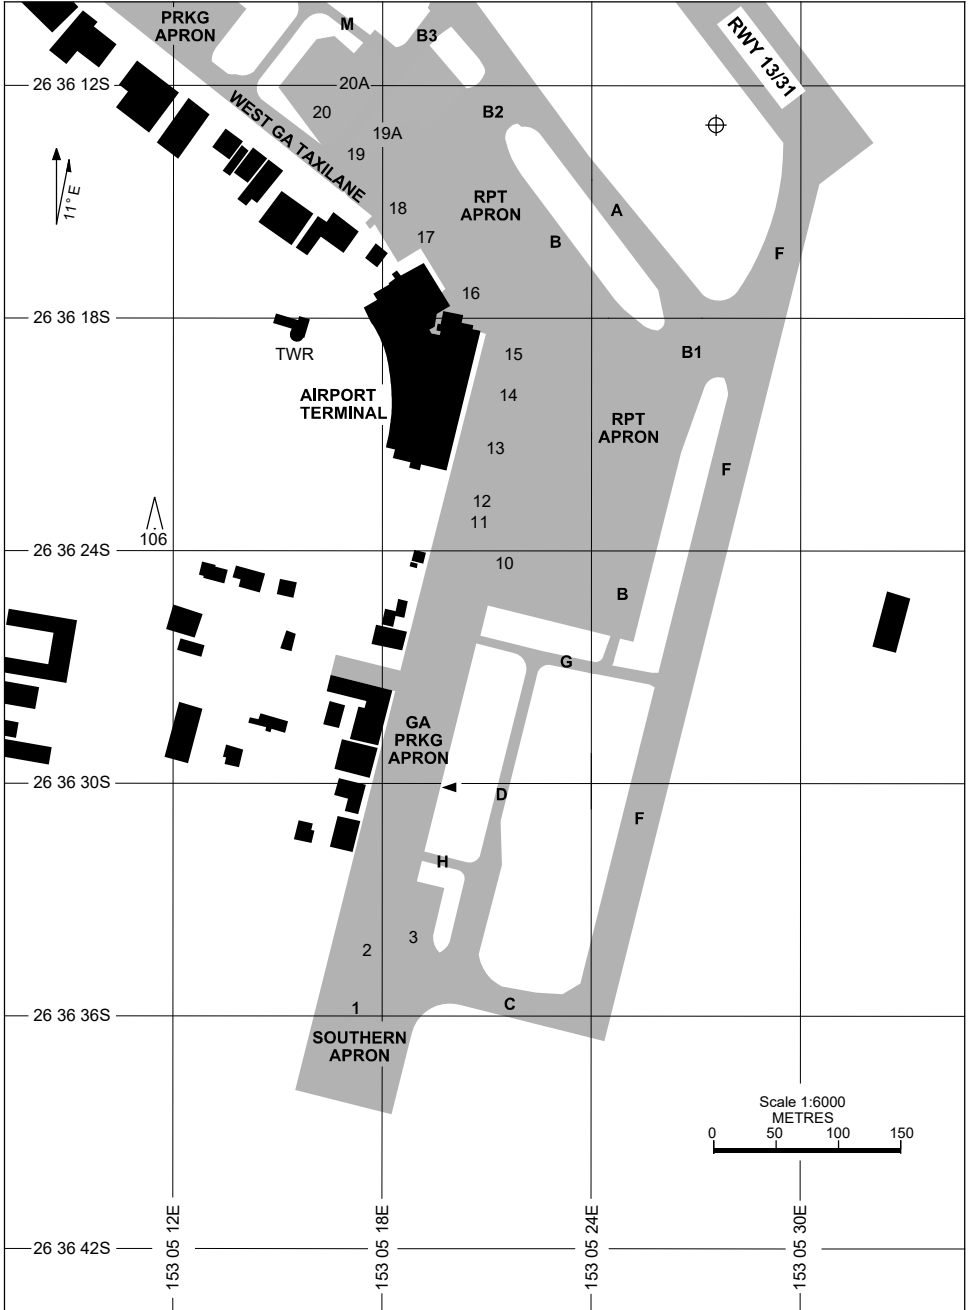 PRKG
APRON
M
B3
RWY 13/31
26 36 12S
20A
20
B2
WEST GA TAXILANE
19A
19
11° E
RPT
APRON
18
A
17
B
F
16
26 36 18S
TWR
15
B1
AIRPORT
TERMINAL
14
RPT
APRON
13
F
12
11
106
26 36 24S
10
B
G
GA
PRKG
APRON
26 36 30S
D
F
H
3
2
1
C
26 36 36S
SOUTHERN
APRON
Scale 1:6000
METRES
0 50 100 150
153 05 12E
153 05 18E
153 05 24E
153 05 30E
26 36 42S